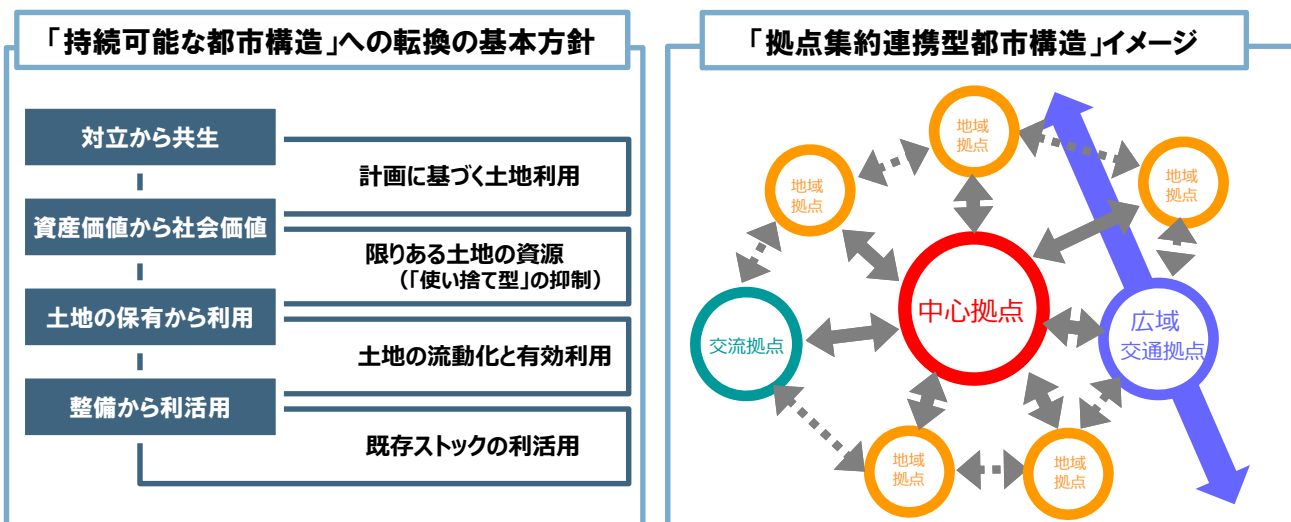 「持続可能な都市構造」への転換の基本方針
対立から共生
計画に基づく土地利用
資産価値から社会価値
限りある土地の資源
（「使い捨て型」の抑制）
土地の保有から利用
土地の流動化と有効利用
整備から利活用
既存ストックの利活用
「拠点集約連携型都市構造」イメージ
地域
拠点
地域
拠点
地域
拠点
中心拠点
広域
交通拠点
交流拠点
地域
拠点
地域
拠点